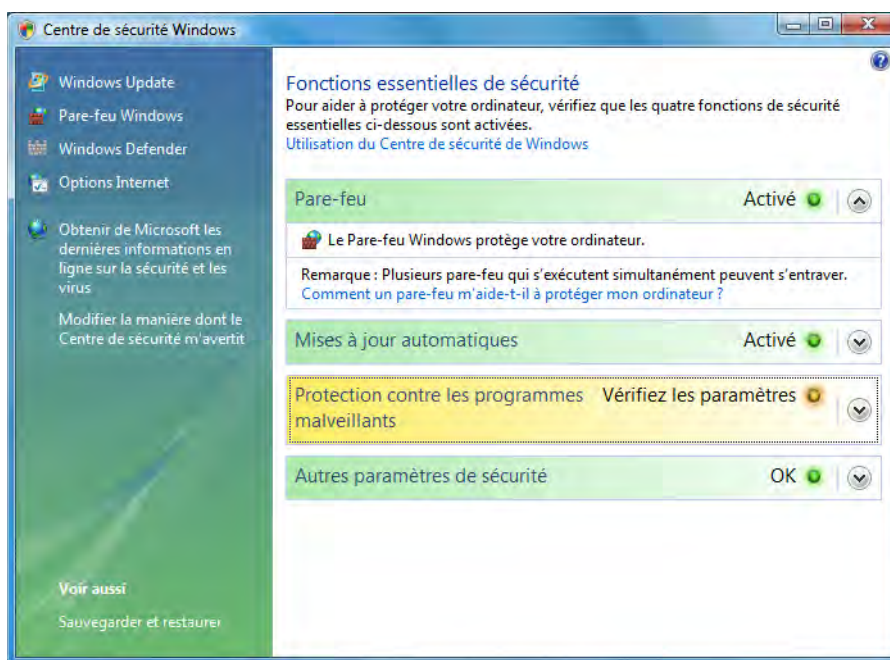 Centre de sécurité Windows
Windows Update
Pare-feu Windows
Windows Defender
Options Internet
Obtenir de Microsoft les
dernières informations en
ligne sur la sécurité et les
virus
Modifier la manière dont le
Centre de sécurité m'avertit
Voir aussi
Sauvegarder et restaurer
Fonctions essentielles de sécurité
Pour aider à protéger votre ordinateur, vérifiez que les quatre fonctions de sécurité
essentielles ci-dessous sont activées.
Utilisation du Centre de sécurité de Windows
Pare-feu Activé
Le Pare-feu Windows protège votre ordinateur.
Remarque : Plusieurs pare-feu qui s'exécutent simultanément peuvent s'entraver.
Comment un pare-feu m'aide-t-il à protéger mon ordinateur ?
Mises à jour automatiques Activé
Protection contre les programmes Vérifiez les paramètres
malveillants
Autres paramètres de sécurité OK